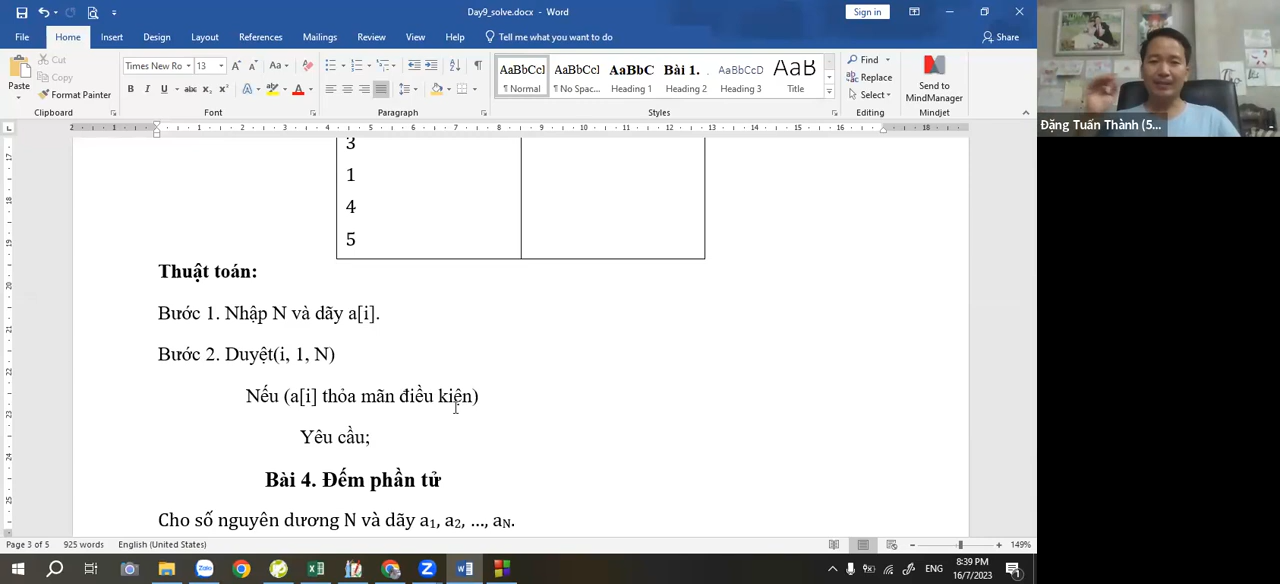 Day9_solve.docx - Word
Sign in
File Home Insert Design Layout References Mailings Review View Help Tell me what you want to do Share
Paste
Cut
Copy
Format Painter
Clipboard
Times New Ro 13
Font
Paragraph
AaBbCcI AaBbCcI AaBbC Bài 1. AaBbCcD AaB
¶ Normal ¶ No Spac... Heading 1 Heading 2 Heading 3 Title
Styles
Find
Replace
Select
Editing
Send to
MindManager
Mindjet
Đặng Tuấn Thành (5...
3
1
4
5
Thuật toán:
Bước 1. Nhập N và dãy a[i].
Bước 2. Duyệt(i, 1, N)
Nếu (a[i] thỏa mãn điều kiện)
Yêu cầu;
Bài 4. Đếm phần tử
Cho số nguyên dương N và dãy a1, a2, ..., aN.
Page 3 of 5 925 words English (United States) 149%
ENG
8:39 PM
16/7/2023